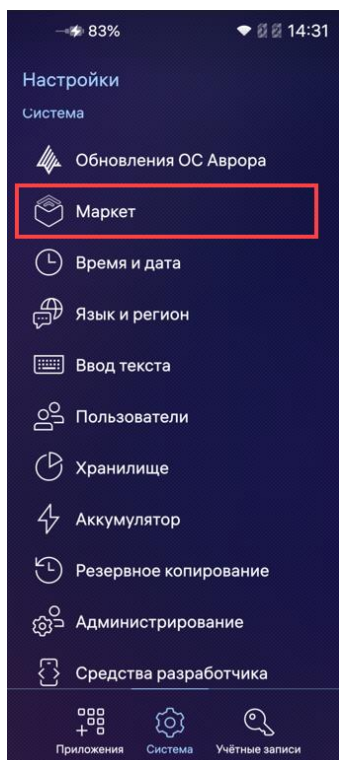 83% 14:31
Настройки
Система
Обновления ОС Аврора
Маркет
Время и дата
Язык и регион
Ввод текста
Пользователи
Хранилище
Аккумулятор
Резервное копирование
Администрирование
Средства разработчика
Приложения Система Учётные записи